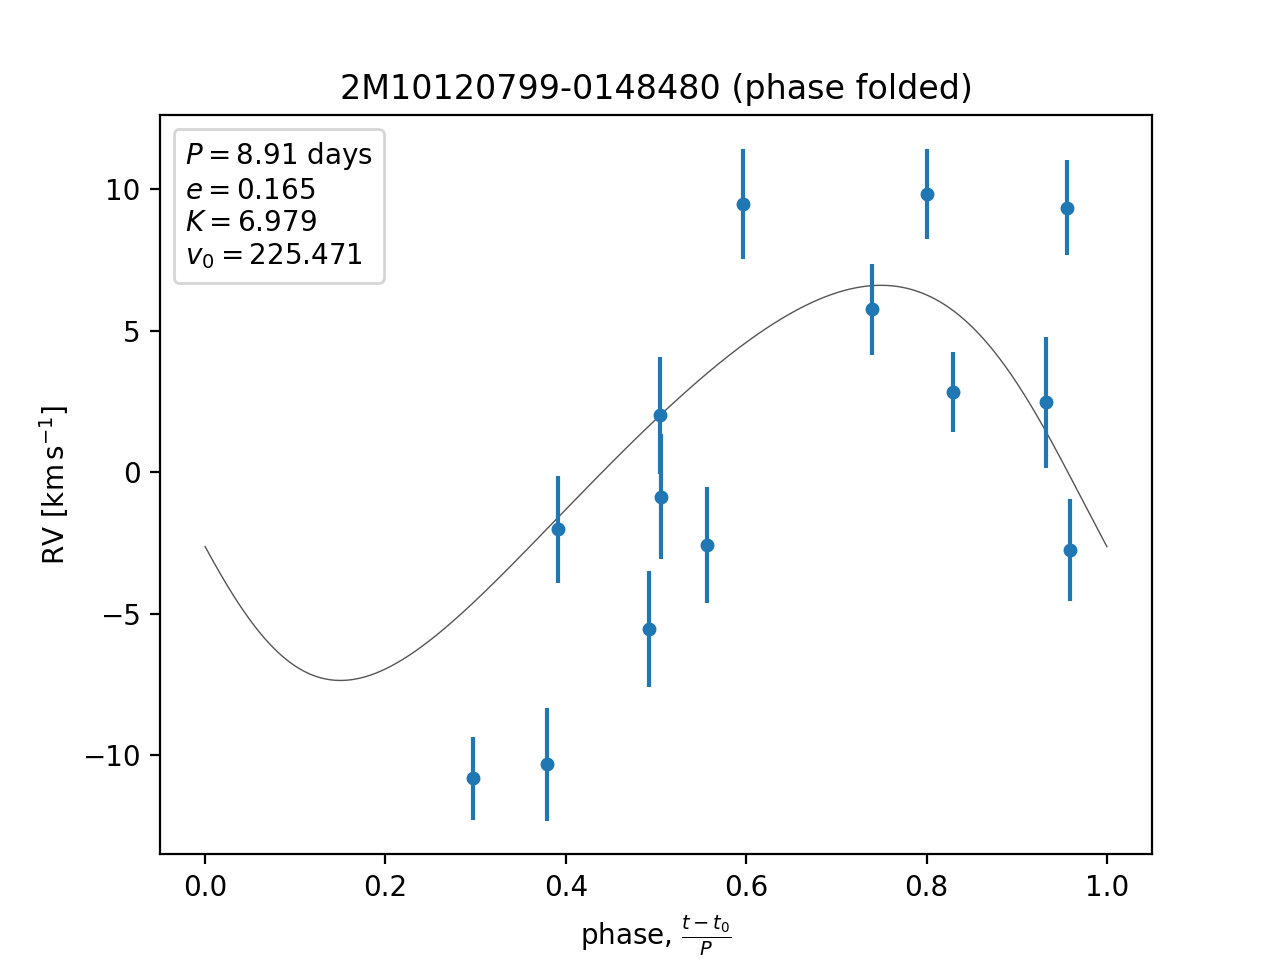 2M10120799-0148480 (phase folded)
P = 8.91 days
e = 0.165
K = 6.979
v₀ = 225.471
10
5
0
−5
−10
RV [km s⁻¹]
0.0 0.2 0.4 0.6 0.8 1.0
phase, (t − t₀)/P